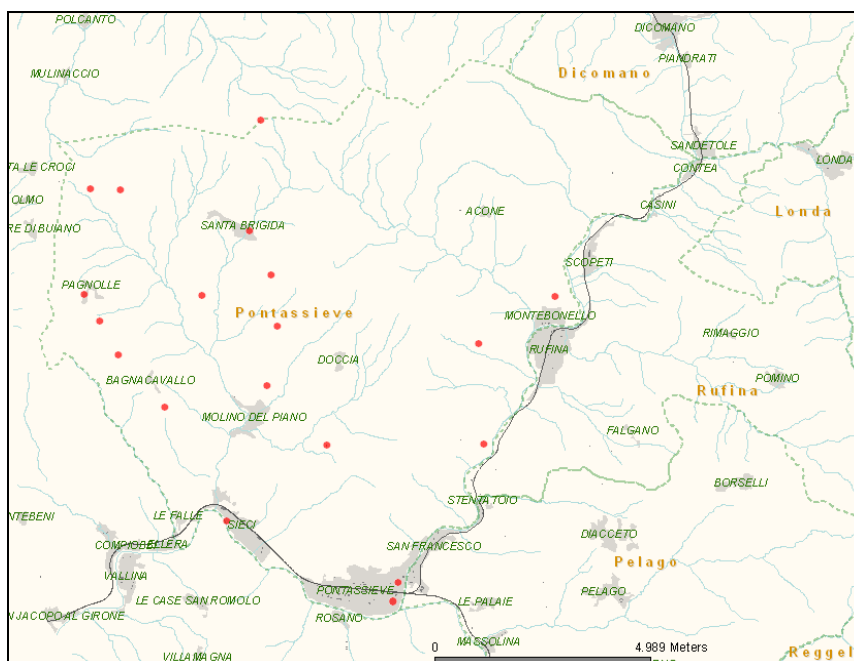 POLCANTO
DICOMANO
PIANDRATI
MULINACCIO
Dicomano
SANDETOLE
TA LE CROCI
CONTEA
LONDA
OLMO
CASINI
ACONE
Londa
RE DI BUIANO
SANTA BRIGIDA
SCOPETI
PAGNOLLE
Pontassieve
MONTEBONELLO
RIMAGGIO
RUFINA
DOCCIA
BAGNACAVALLO
POMINO
Rufina
MOLINO DEL PIANO
FALGANO
BORSELLI
STENTATOIO
NTEBENI
LE FALLE
SIECI
DIACCETO
COMPIOBBI
ELLERA
SAN FRANCESCO
Pelago
VALLINA
PONTASSIEVE
PELAGO
LE CASE SAN ROMOLO
LE PALAIE
N JACOPO AL GIRONE
ROSANO
MASSOLINA
0 4.989 Meters
Reggel
VILLAMAGNA